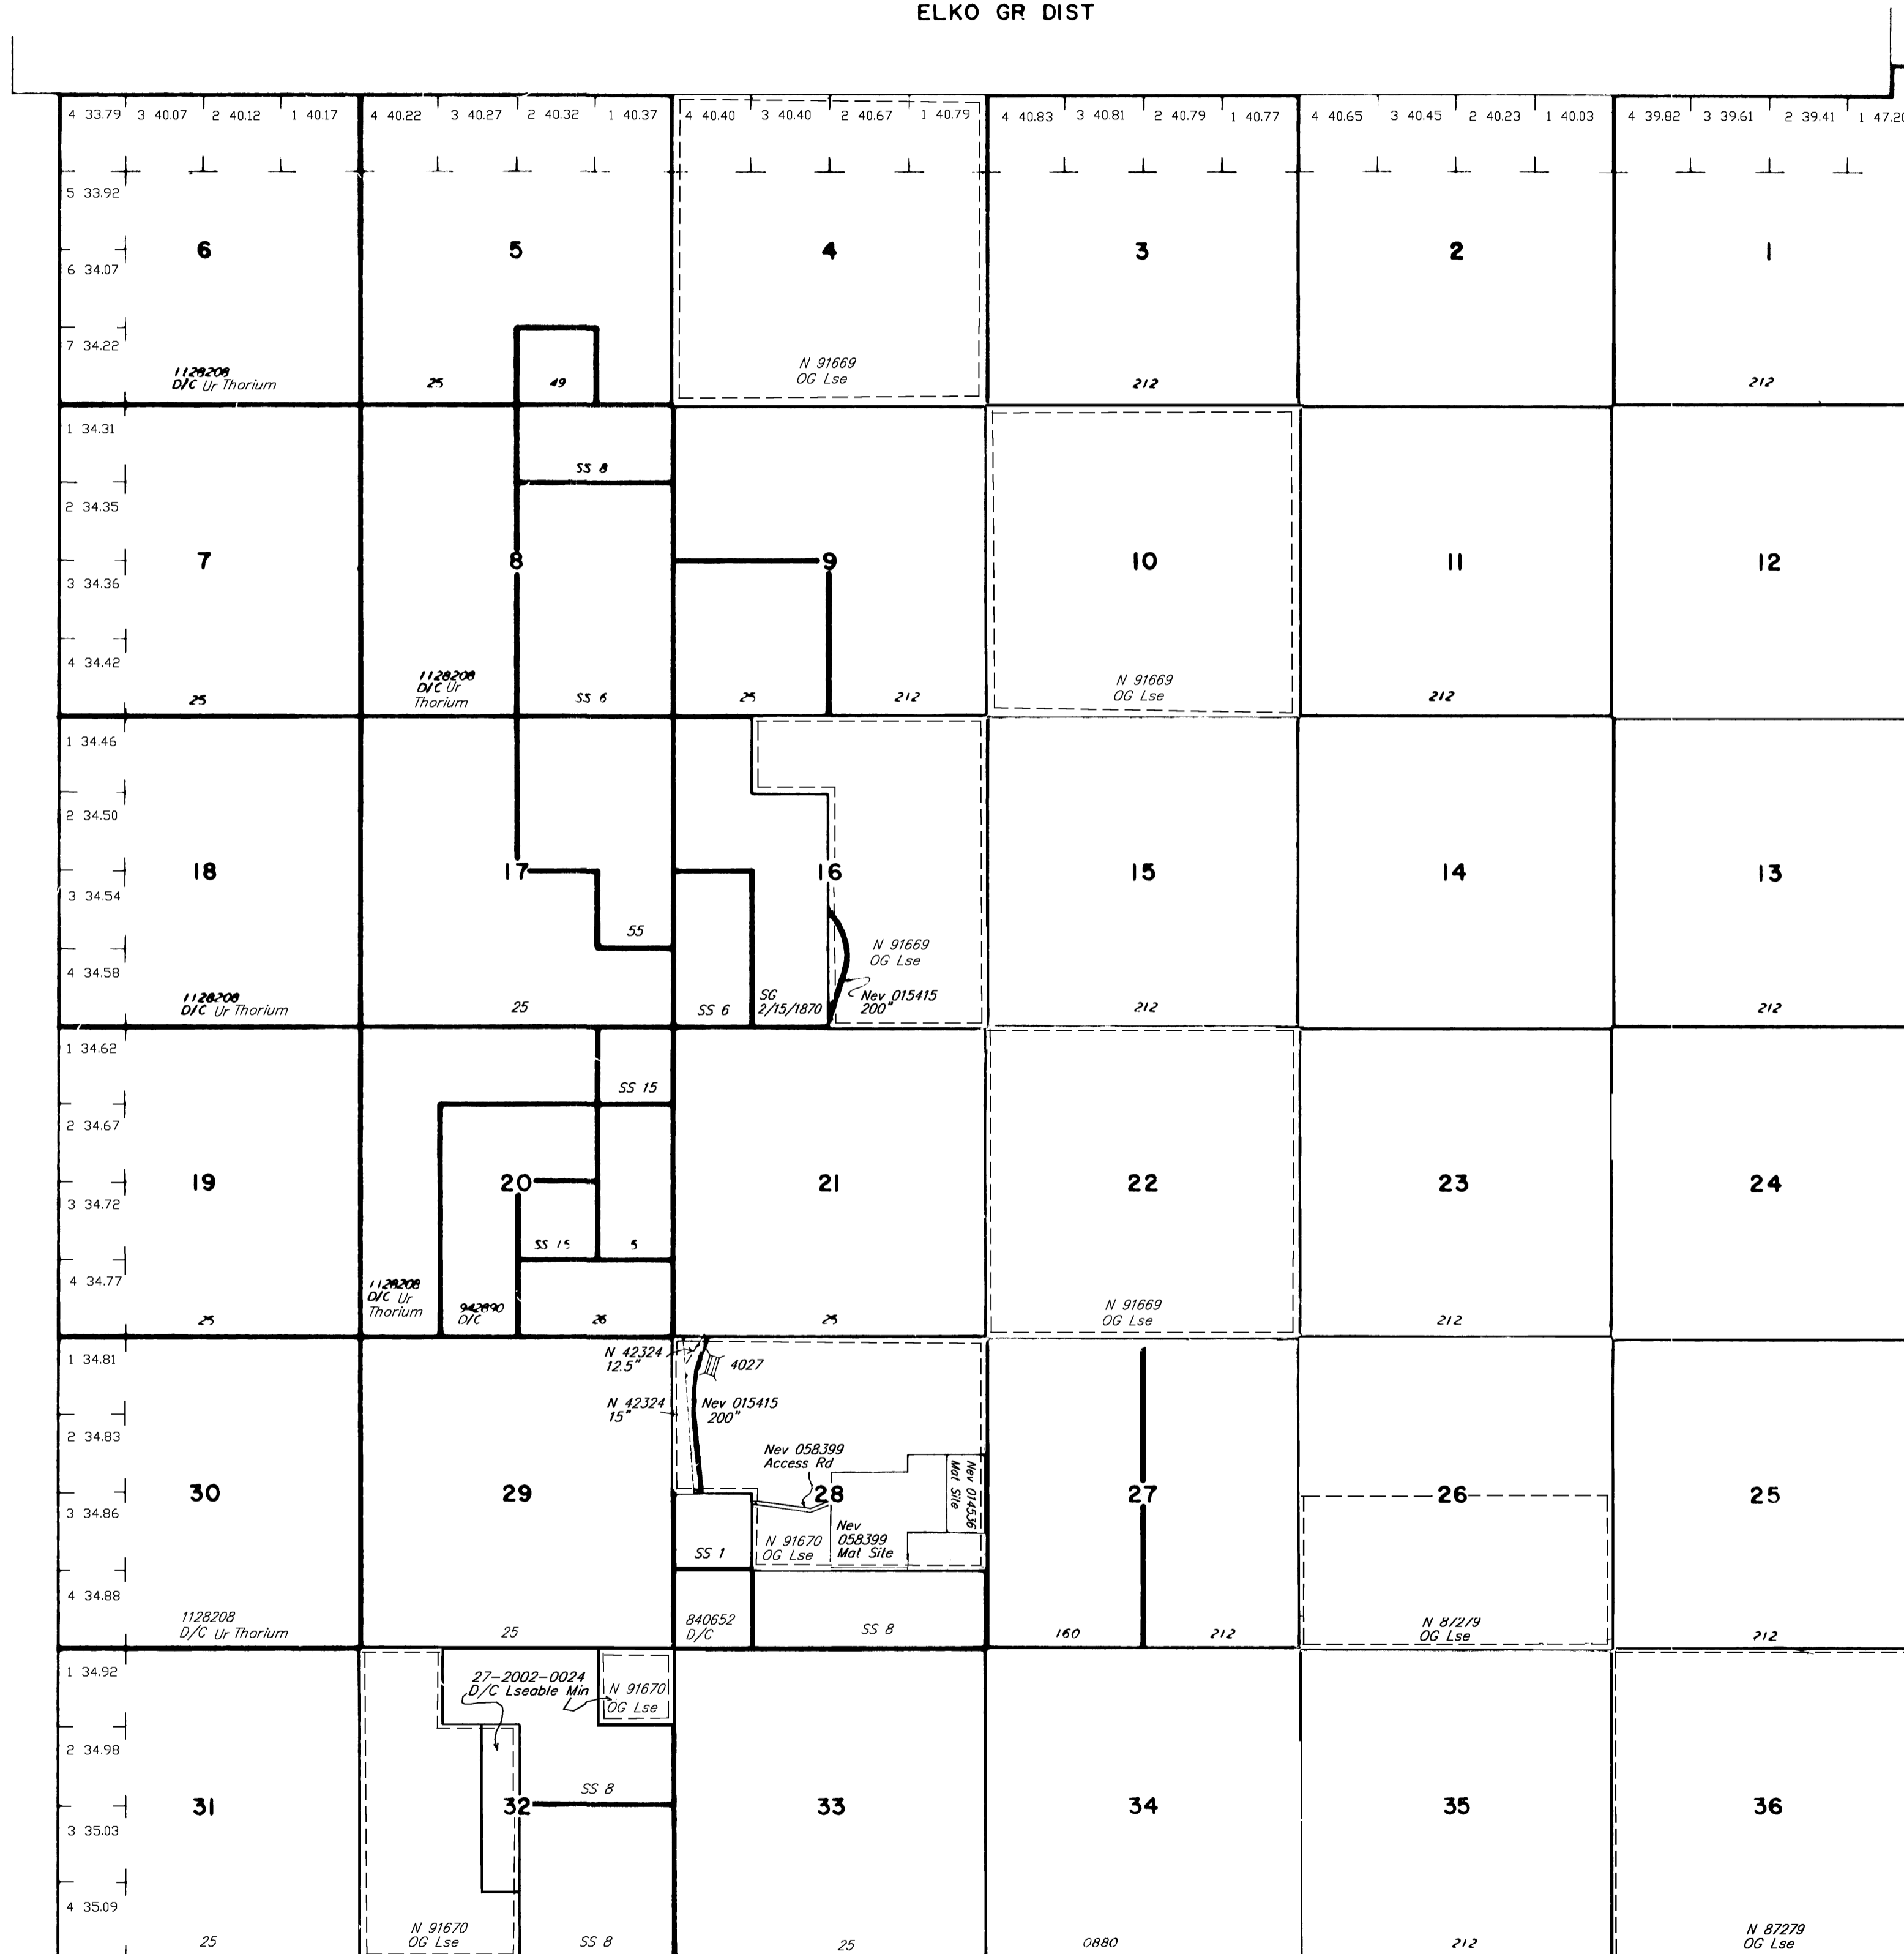 ELKO GR DIST
4 33.79 3 40.07 2 40.12 1 40.17 4 40.22 3 40.27 2 40.32 1 40.37 4 40.40 3 40.40 2 40.67 1 40.79 4 40.83 3 40.81 2 40.79 1 40.77 4 40.65 3 40.45 2 40.23 1 40.03 4 39.82 3 39.61 2 39.41 1 47.20
5 33.92
6 5 4 3 2 1
6 34.07
7 34.22
1128208
D/C Ur Thorium
25
49
N 91669
OG Lse
212
212
1 34.31
SS 8
2 34.35
7 8 9 10 11 12
3 34.36
4 34.42
25
1128208
D/C Ur
Thorium
SS 6
25
212
N 91669
OG Lse
212
1 34.46
2 34.50
18 17 16 15 14 13
3 34.54
55
4 34.58
1128208
D/C Ur Thorium
25
SS 6
SG
2/15/1870
N 91669
OG Lse
Nev 015415
200"
212
212
1 34.62
SS 15
2 34.67
19 20 21 22 23 24
3 34.72
SS 15
5
4 34.77
25
1128208
D/C Ur
Thorium
942890
D/C
26
25
N 91669
OG Lse
212
1 34.81
N 42324
12.5"
4027
N 42324
15"
Nev 015415
200"
2 34.83
Nev 058399
Access Rd
Nev 014536
Mat Site
30 29 28 27 26 25
3 34.86
SS 1
N 91670
OG Lse
Nev
058399
Mat Site
4 34.88
1128208
D/C Ur Thorium
25
840652
D/C
SS 8
160
212
N 87279
OG Lse
212
1 34.92
27-2002-0024
D/C Lseable Min
N 91670
OG Lse
2 34.98
SS 8
31 32 33 34 35 36
3 35.03
4 35.09
25
N 91670
OG Lse
SS 8
25
0880
212
N 87279
OG Lse